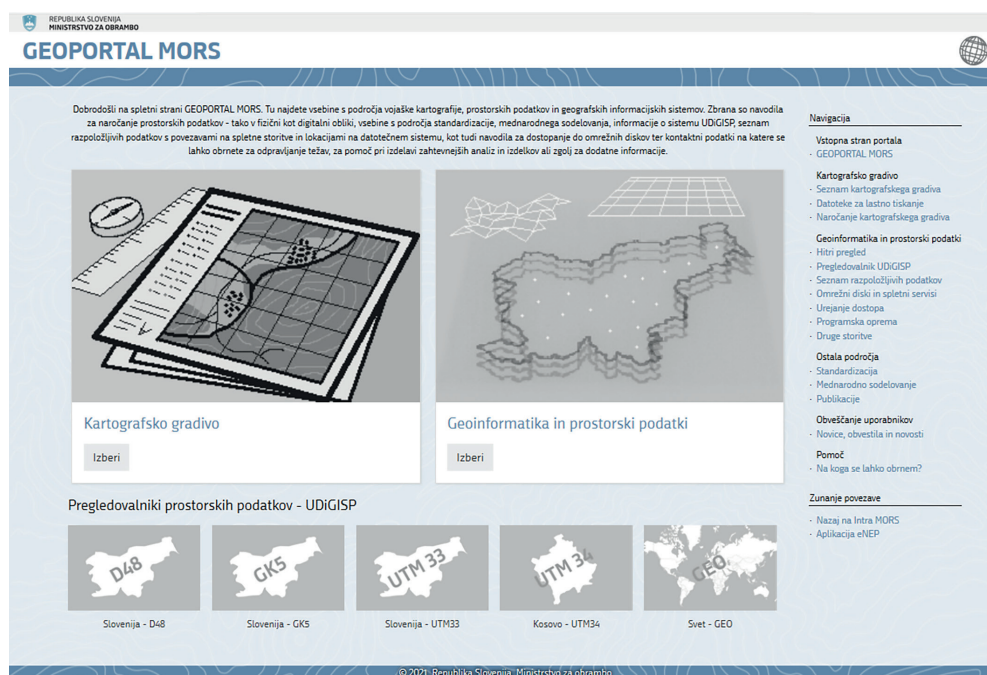 REPUBLIKA SLOVENIJA
MINISTRSTVO ZA OBRAMBO
GEOPORTAL MORS
Dobrodošli na spletni strani GEOPORTAL MORS. Tu najdete vsebine s področja vojaške kartografije, prostorskih podatkov in geografskih informacijskih sistemov. Zbrana so navodila
za naročanje prostorskih podatkov - tako v fizični kot digitalni obliki, vsebine s področja standardizacije, mednarodnega sodelovanja, informacije o sistemu UDiGISP, seznam
razpoložljivih podatkov s povezavami na spletne storitve in lokacijami na datotečnem sistemu, kot tudi navodila za dostopanje do omrežnih diskov ter kontaktni podatki na katere se
lahko obrnete za odpravljanje težav, za pomoč pri izdelavi zahtevnejših analiz in izdelkov ali zgolj za dodatne informacije.
Kartografsko gradivo
Izberi
Geoinformatika in prostorski podatki
Izberi
Pregledovalniki prostorskih podatkov - UDiGISP
D48
GK5
UTM 33
UTM 34
GEO
Slovenija - D48
Slovenija - GK5
Slovenija - UTM33
Kosovo - UTM34
Svet - GEO
Navigacija
Vstopna stran portala
- GEOPORTAL MORS
Kartografsko gradivo
- Seznam kartografskega gradiva
- Datoteke za lastno tiskanje
- Naročanje kartografskega gradiva
Geoinformatika in prostorski podatki
- Hitri pregled
- Pregledovalnik UDiGISP
- Seznam razpoložljivih podatkov
- Omrežni diski in spletni servisi
- Urejanje dostopa
- Programska oprema
- Druge storitve
Ostala področja
- Standardizacija
- Mednarodno sodelovanje
- Publikacije
Obveščanje uporabnikov
- Novice, obvestila in novosti
Pomoč
- Na koga se lahko obrnem?
Zunanje povezave
- Nazaj na Intra MORS
- Aplikacija eNEP
© 2021, Republika Slovenija, Ministrstvo za obrambo